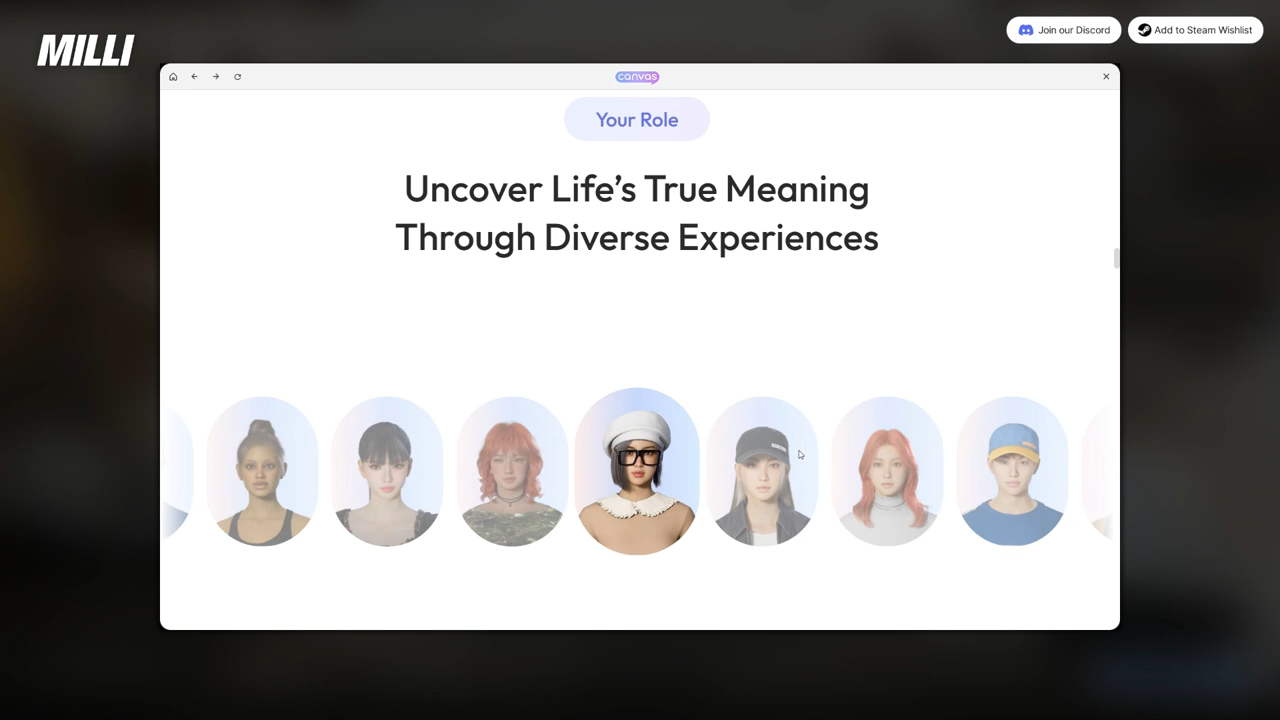 MILLI
Join our Discord
Add to Steam Wishlist
canvas
Your Role
Uncover Life's True Meaning
Through Diverse Experiences